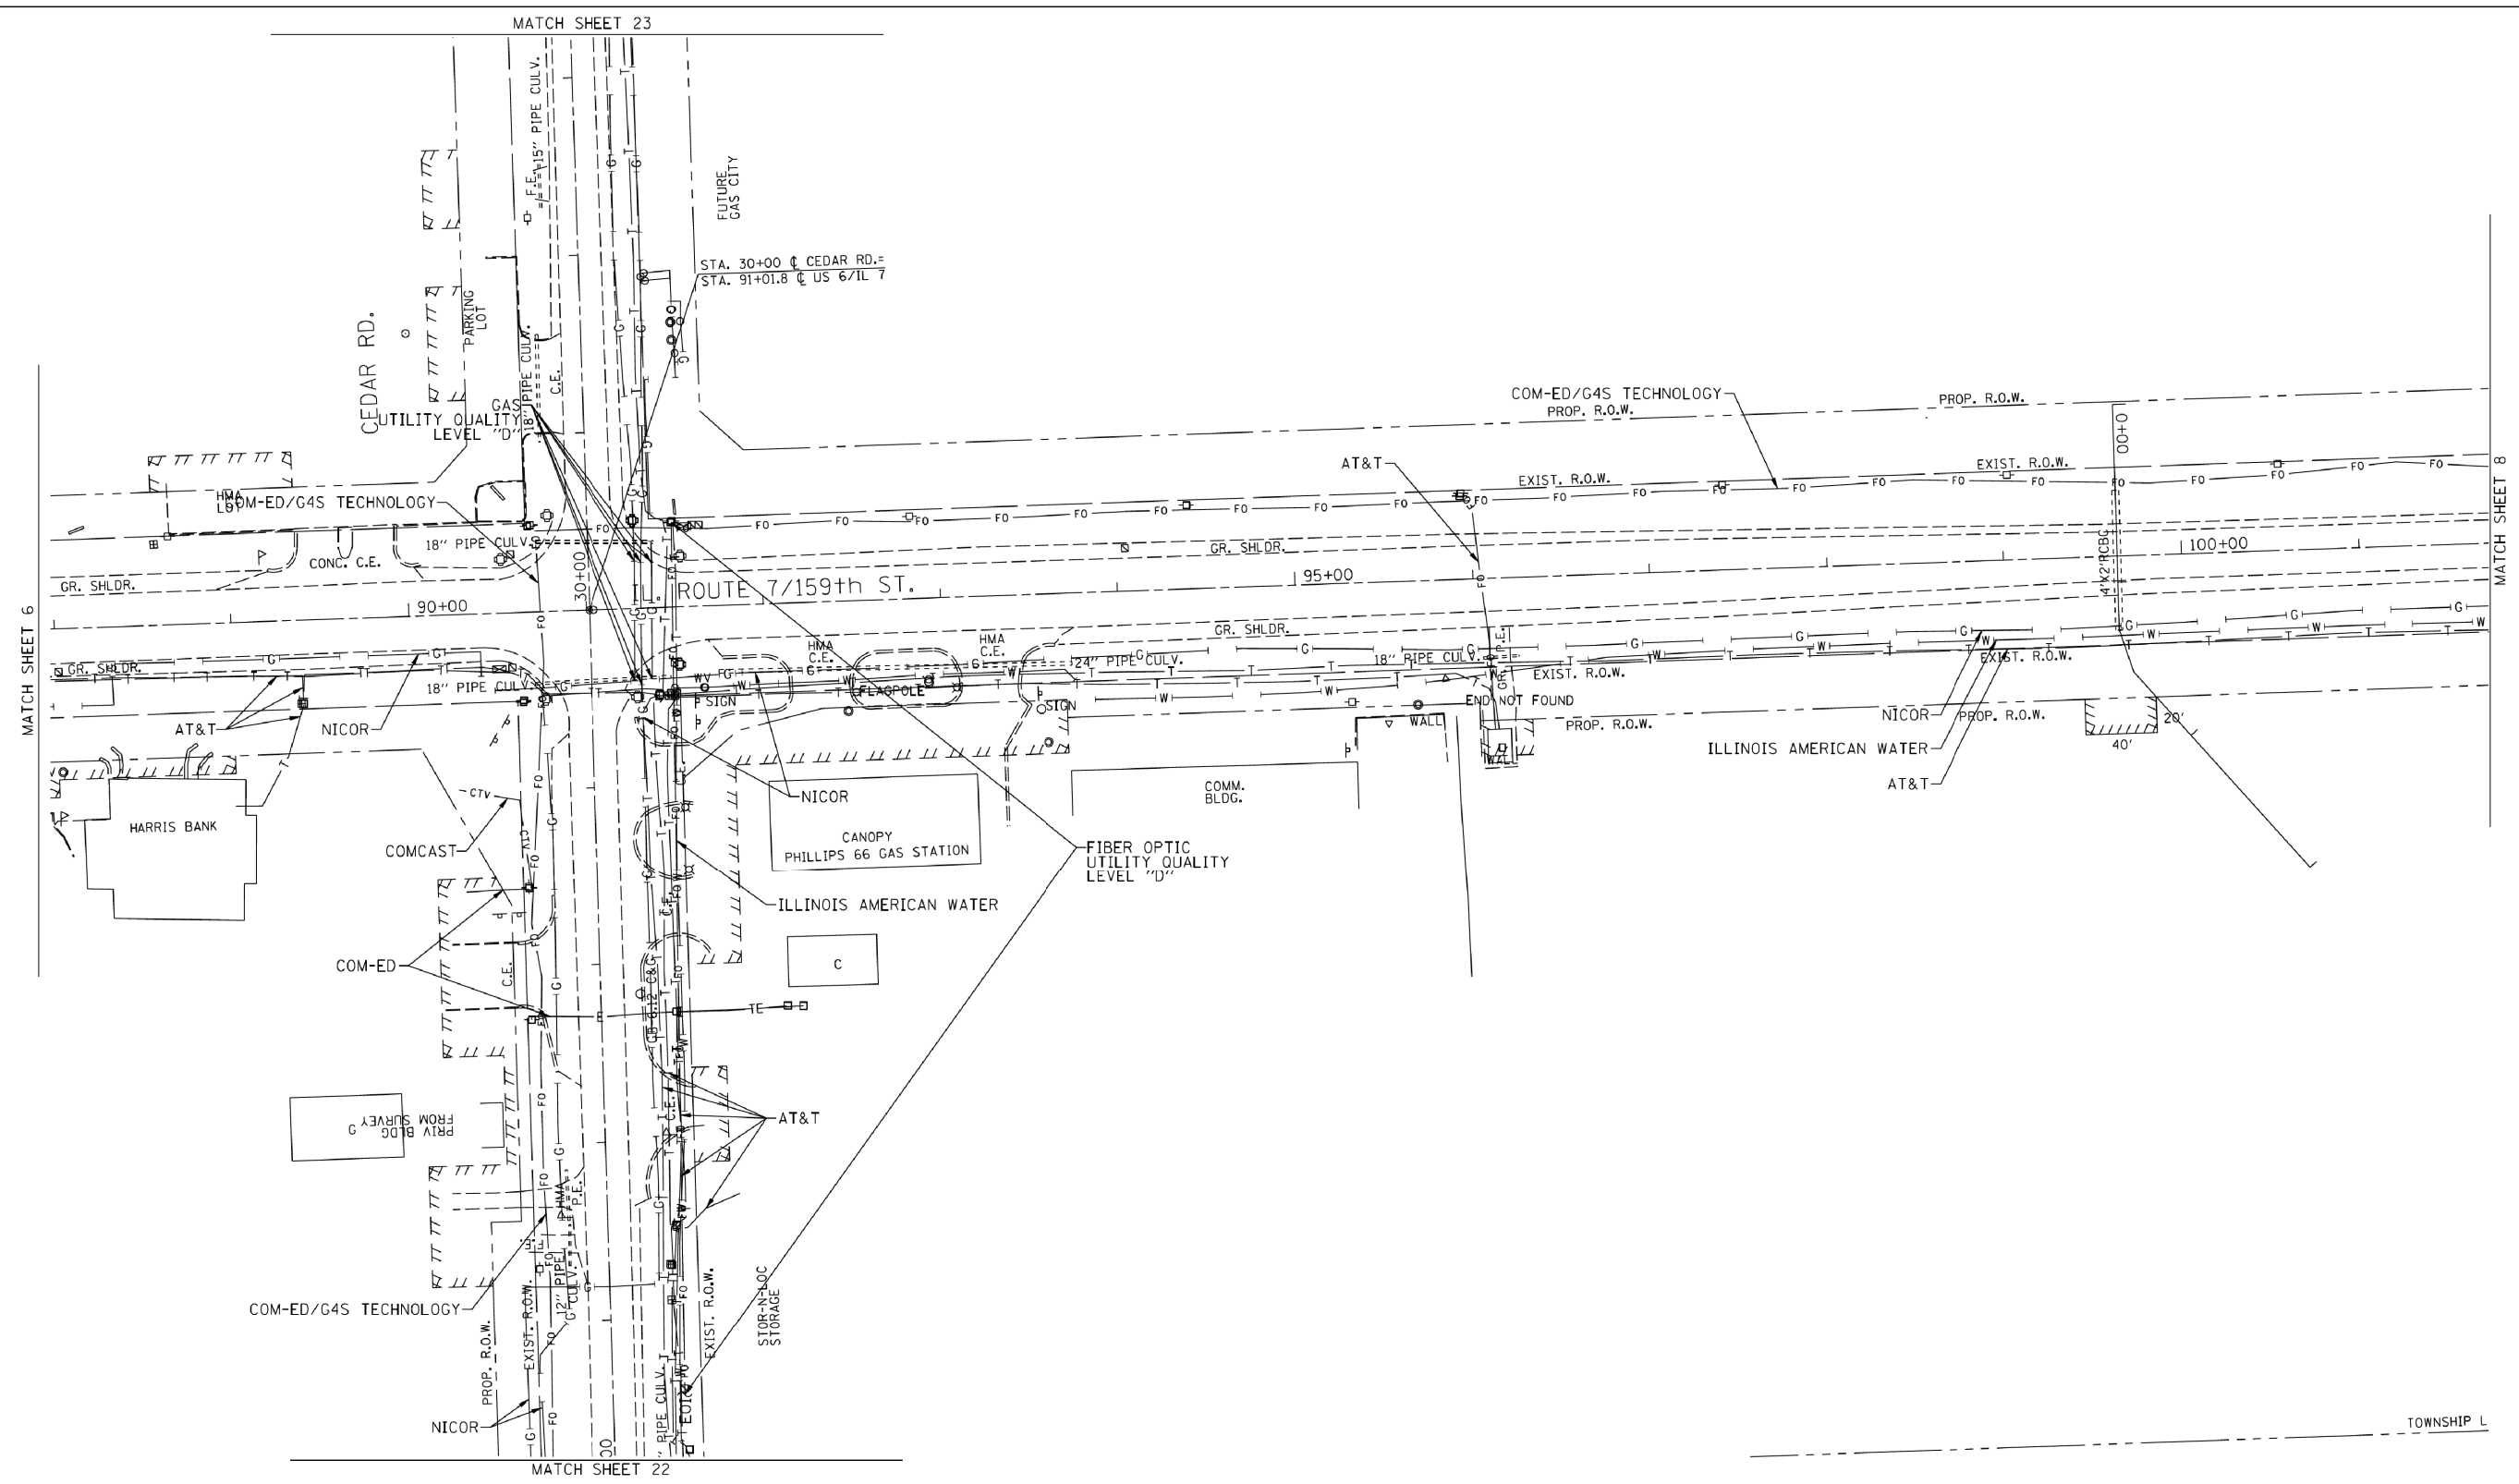 MATCH SHEET 23
15" PIPE CULV.
F.E.
FUTURE
GAS CITY
STA. 30+00 ℄ CEDAR RD.=
STA. 91+01.8 ℄ US 6/IL 7
CEDAR RD.
PARKING
LOT
18" PIPE CULV.
C.E.
GAS
UTILITY QUALITY
LEVEL "D"
HMA
LOT
COM-ED/G4S TECHNOLOGY
COM-ED/G4S TECHNOLOGY
PROP. R.O.W.
PROP. R.O.W.
0+00
AT&T
EXIST. R.O.W.
EXIST. R.O.W.
MATCH SHEET 8
18" PIPE CULV.
CONC. C.E.
GR. SHLDR.
GR. SHLDR.
100+00
95+00
90+00
30+00
ROUTE 7/159th ST.
4'X2'RCBC
MATCH SHEET 6
GR. SHLDR.
HMA
C.E.
HMA
C.E.
GR. SHLDR.
24" PIPE CULV.
18" PIPE CULV.
18" PIPE CULV.
P.E.
GR.
EXIST. R.O.W.
EXIST. R.O.W.
WV
FLAGPOLE
SIGN
SIGN
END NOT FOUND
WALL
WALL
PROP. R.O.W.
PROP. R.O.W.
20'
40'
AT&T
NICOR
NICOR
ILLINOIS AMERICAN WATER
AT&T
NICOR
CTV
CTV
COMCAST
HARRIS BANK
CANOPY
PHILLIPS 66 GAS STATION
COMM.
BLDG.
FIBER OPTIC
UTILITY QUALITY
LEVEL "D"
ILLINOIS AMERICAN WATER
C.E.
C.E.
COM-ED
C.E.
C
TE
E
CB 6.12 C&G
C.E.
AT&T
PRIV BLDG
FROM SURVEY
G
HMA
P.E.
F.E.
12" PIPE
CULV.
COM-ED/G4S TECHNOLOGY
PROP. R.O.W.
EXIST. R.O.W.
EXIST. R.O.W.
STOR-N-LOC
STORAGE
NICOR
PIPE CULV.
00
MATCH SHEET 22
TOWNSHIP L